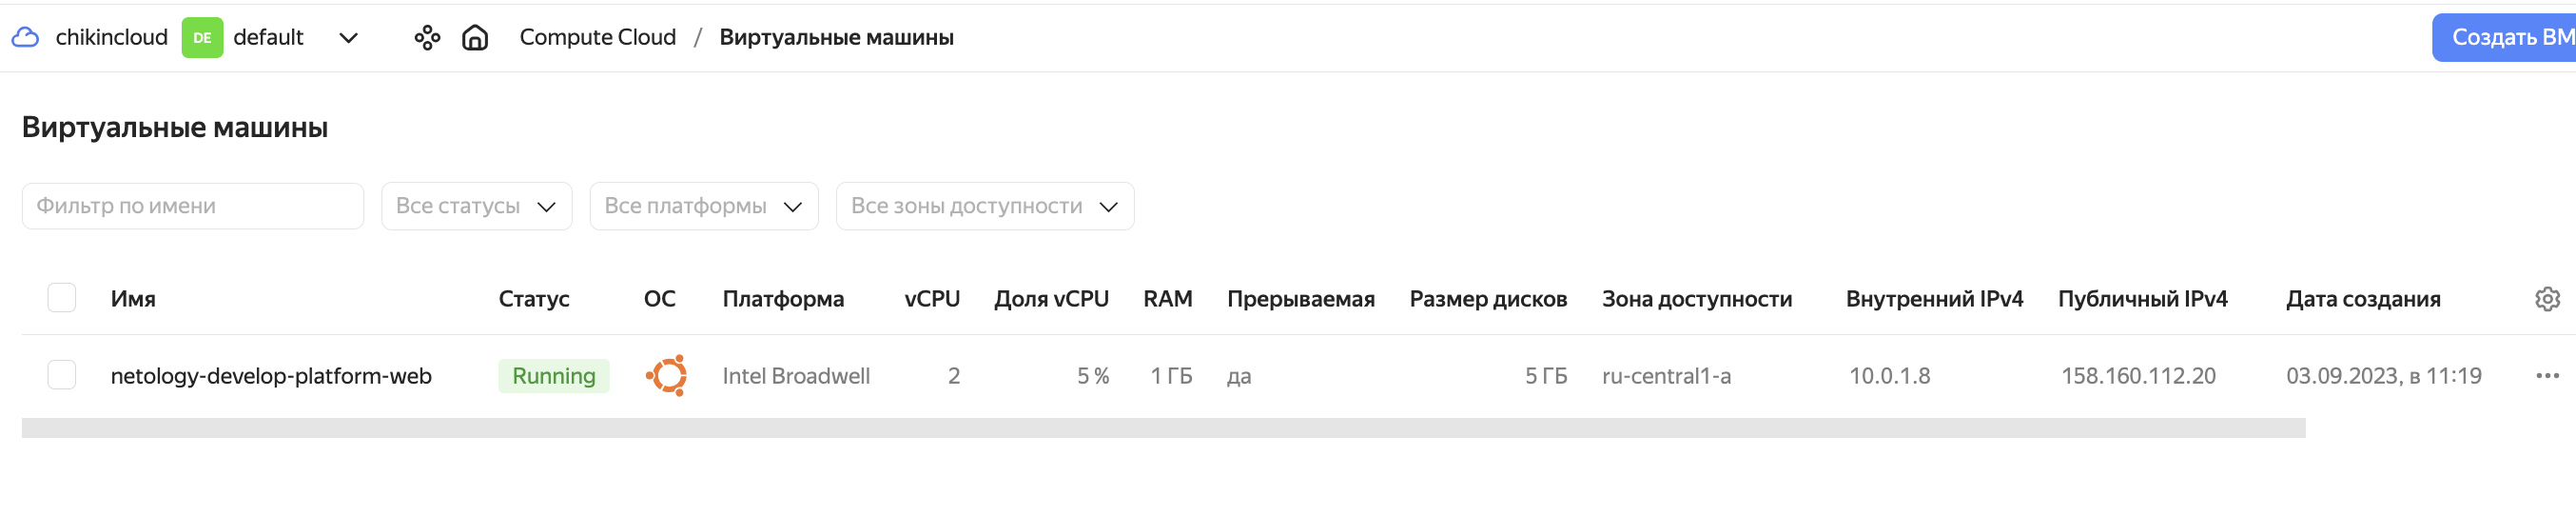 chikincloud DE default Compute Cloud / Виртуальные машины Создать ВМ
Виртуальные машины
Фильтр по имени Все статусы Все платформы Все зоны доступности
Имя Статус ОС Платформа vCPU Доля vCPU RAM Прерываемая Размер дисков Зона доступности Внутренний IPv4 Публичный IPv4 Дата создания
netology-develop-platform-web Running Intel Broadwell 2 5 % 1 ГБ да 5 ГБ ru-central1-a 10.0.1.8 158.160.112.20 03.09.2023, в 11:19